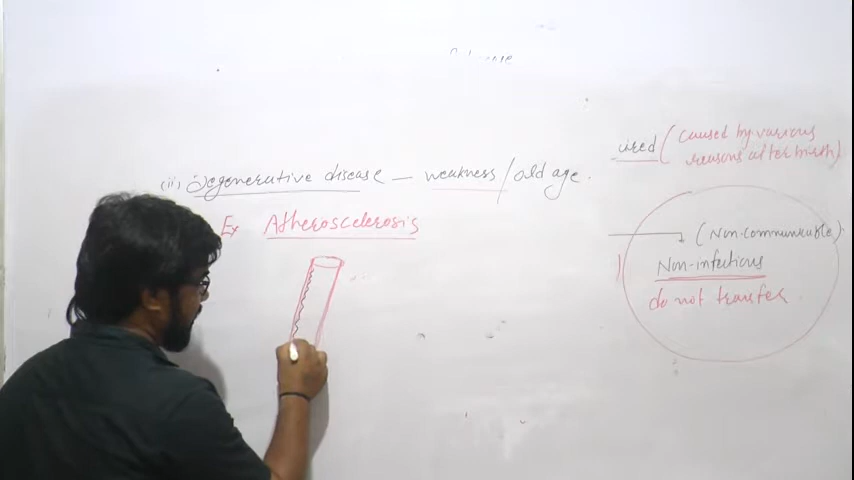 (ii) Degenerative disease – weakness/old age.
Ex Atherosclerosis
uired (caused by various
reasons after birth)
(Non-communicable)
Non-infectious
do not transfer